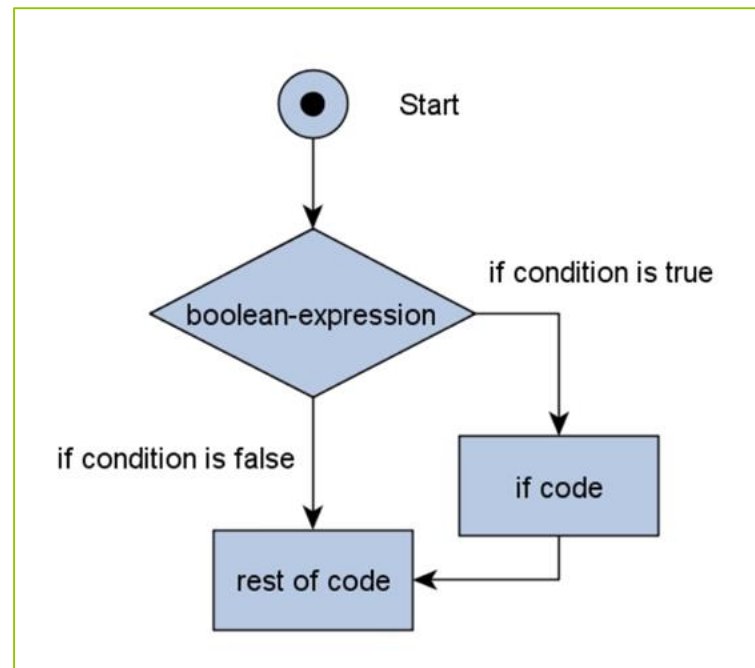 Start
boolean-expression
if condition is true
if condition is false
if code
rest of code